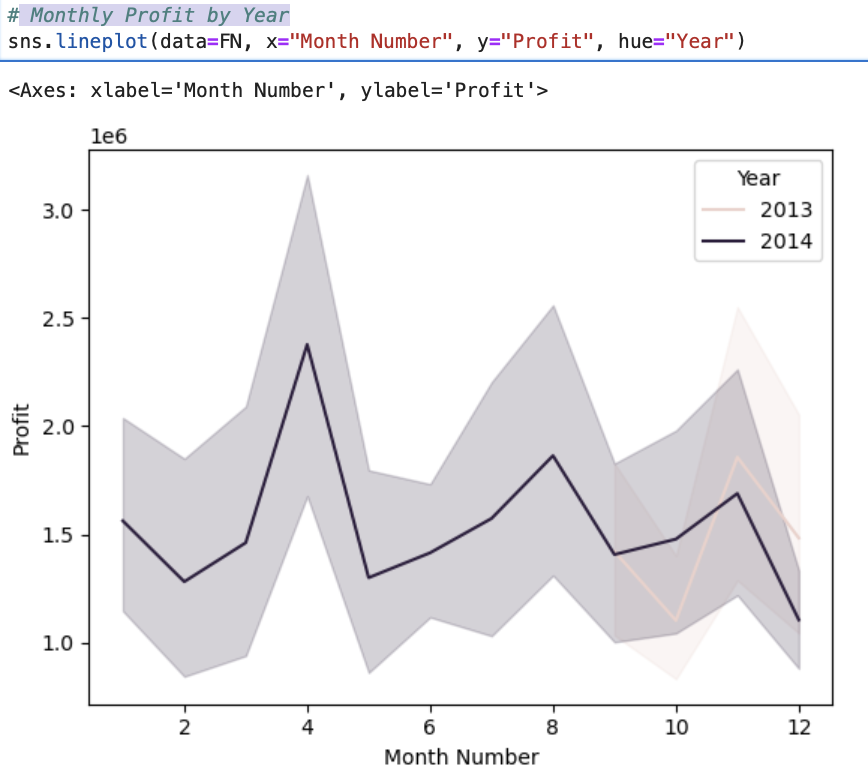 # Monthly Profit by Year
sns.lineplot(data=FN, x="Month Number", y="Profit", hue="Year")
<Axes: xlabel='Month Number', ylabel='Profit'>
1e6
Year
2013
2014
3.0
2.5
2.0
1.5
1.0
Profit
2 4 6 8 10 12
Month Number